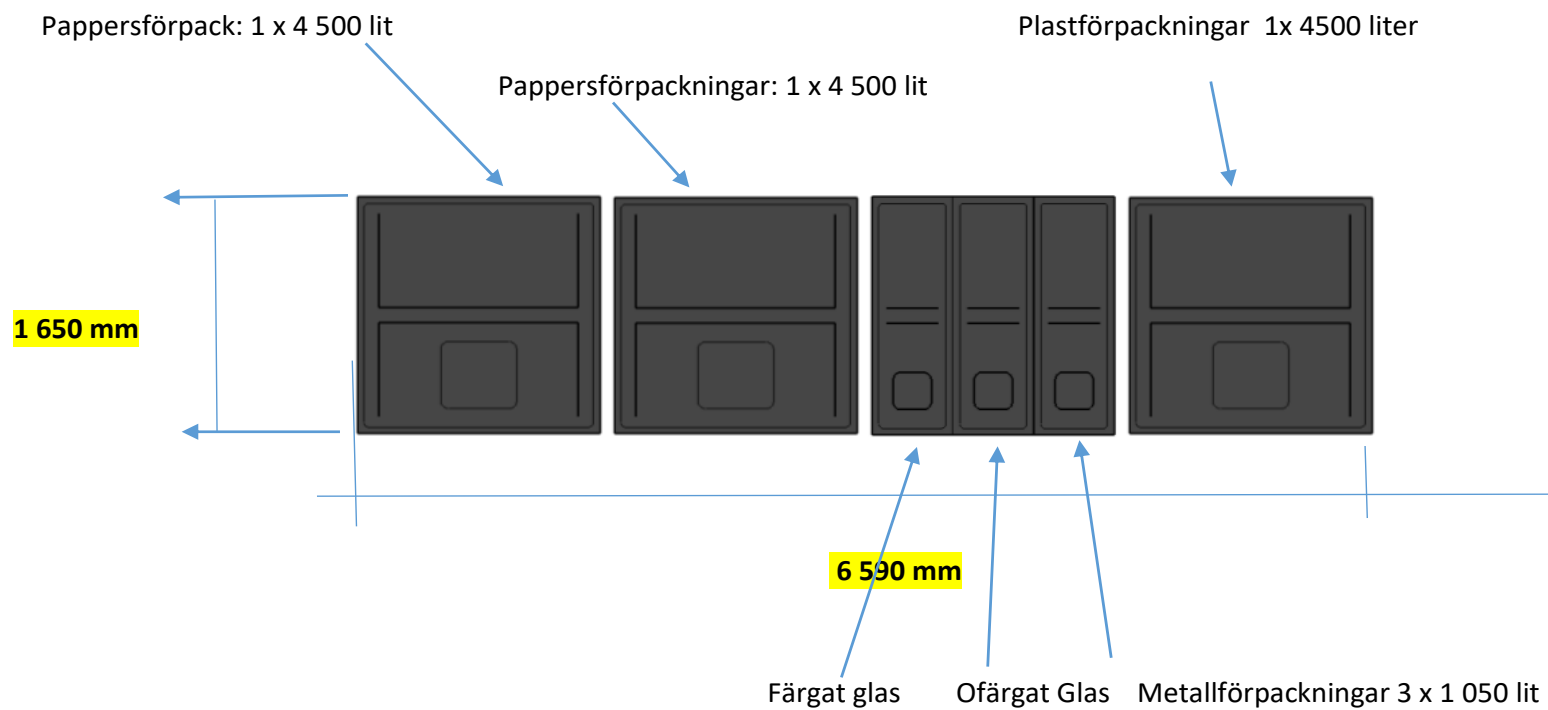 Pappersförpack: 1 x 4 500 lit
Plastförpackningar  1x 4500 liter
Pappersförpackningar: 1 x 4 500 lit
1 650 mm
6 590 mm
Färgat glas
Ofärgat Glas
Metallförpackningar 3 x 1 050 lit